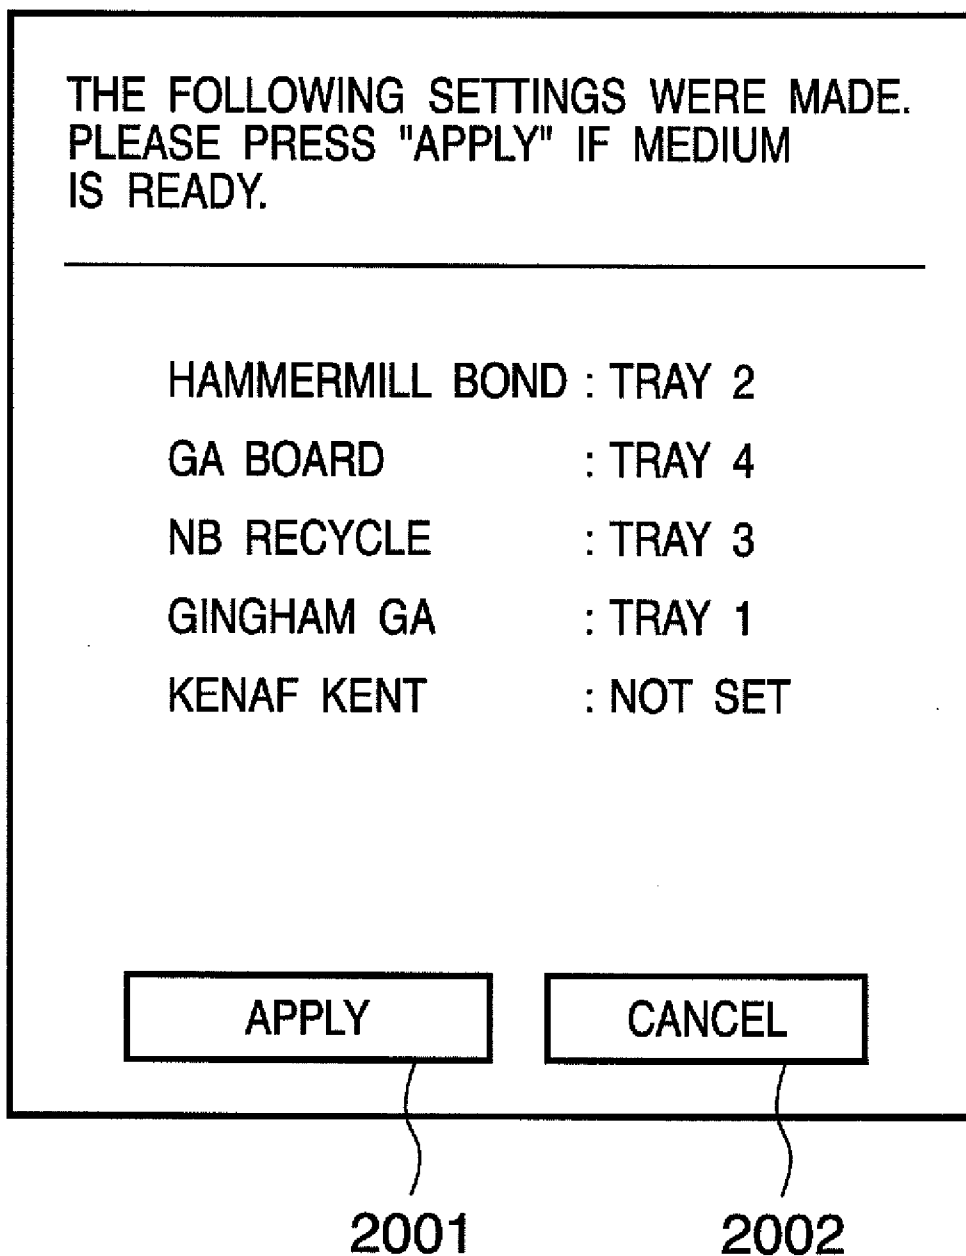 THE FOLLOWING SETTINGS WERE MADE.
PLEASE PRESS "APPLY" IF MEDIUM
IS READY.
HAMMERMILL BOND : TRAY 2
GA BOARD : TRAY 4
NB RECYCLE : TRAY 3
GINGHAM GA : TRAY 1
KENAF KENT : NOT SET
APPLY CANCEL
2001 2002